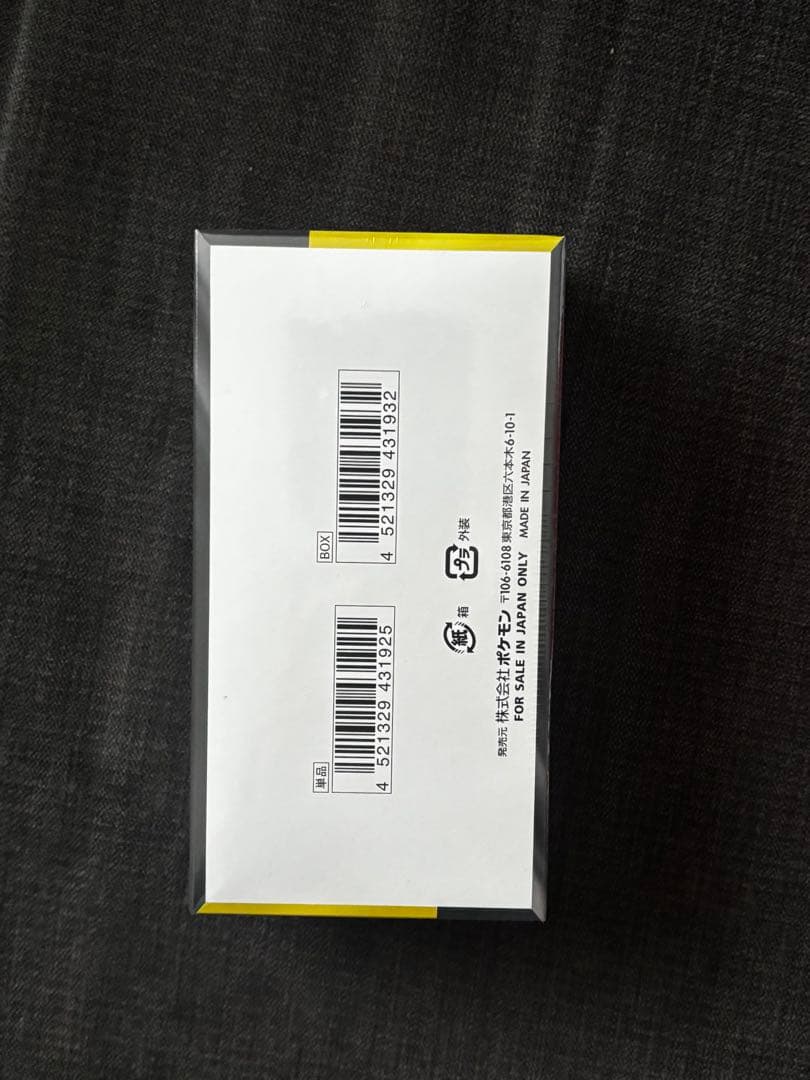 単品
4 521329 431925
BOX
4 521329 431932
紙 箱
プラ 外装
発売元 株式会社 ポケモン 〒106-6108 東京都港区六本木6-10-1
FOR SALE IN JAPAN ONLY MADE IN JAPAN